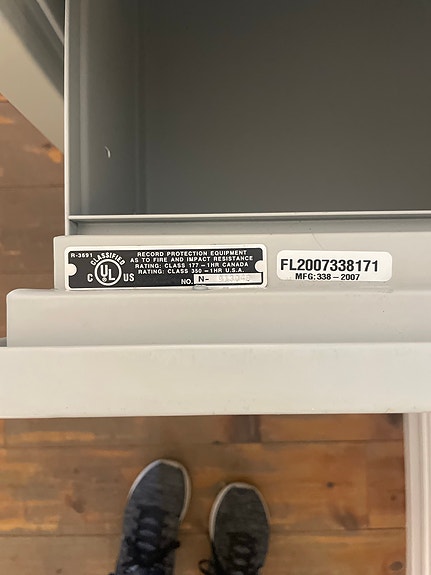 R-3691
CLASSIFIED
C UL US
RECORD PROTECTION EQUIPMENT
AS TO FIRE AND IMPACT RESISTANCE
RATING: CLASS 177 – 1HR CANADA
RATING: CLASS 350 – 1HR U.S.A.
NO. N-
FL2007338171
MFG: 338 – 2007